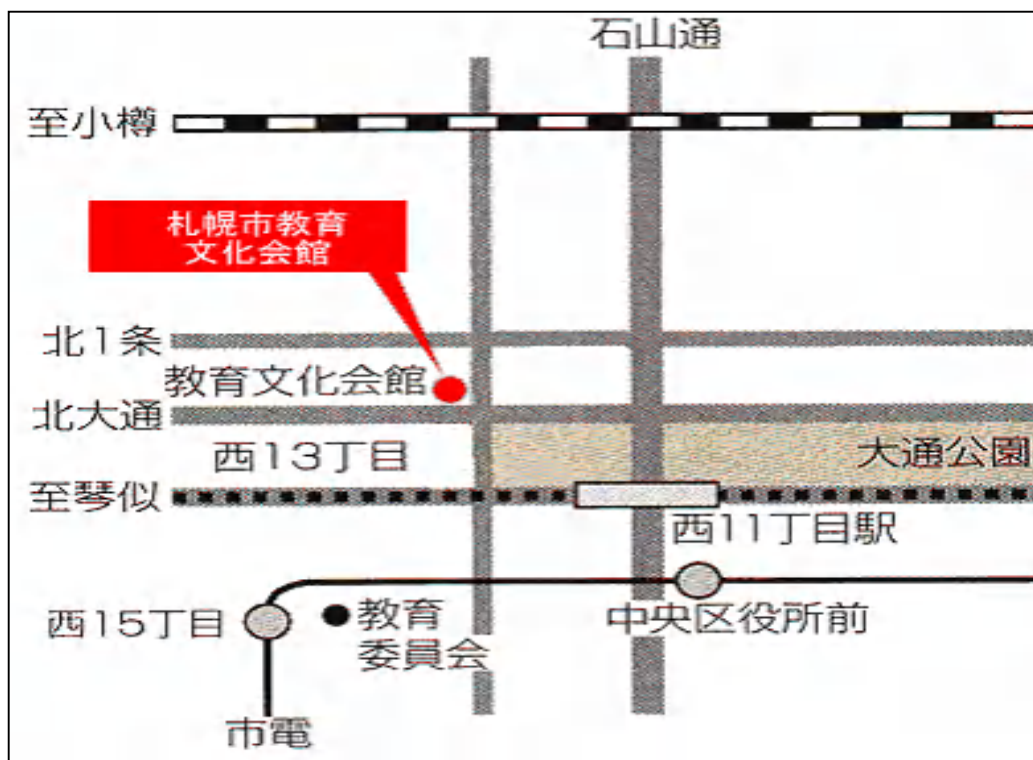 石山通
至小樽
札幌市教育
文化会館
北1条
教育文化会館
北大通
西13丁目
大通公園
至琴似
西11丁目駅
西15丁目
教育
委員会
中央区役所前
市電